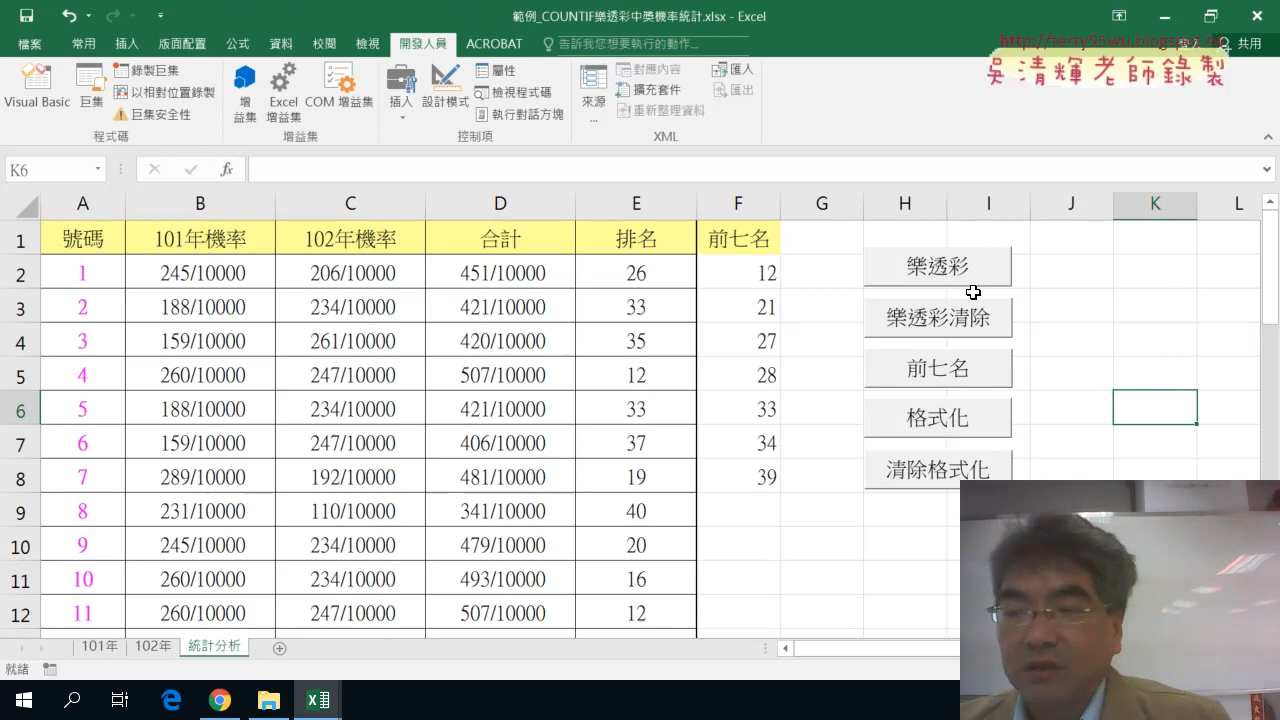 範例_COUNTIF樂透彩中獎機率統計.xlsx - Excel
檔案 常用 插入 版面配置 公式 資料 校閱 檢視 開發人員 ACROBAT 告訴我您想要執行的動作... 登入 共用
http://terry55wu.blogspot.tw
吳清輝老師錄製
Visual Basic 巨集 錄製巨集 以相對位置錄製 巨集安全性 程式碼
增益集 Excel 增益集 COM 增益集 增益集
插入 設計模式 屬性 檢視程式碼 執行對話方塊 控制項
來源... 對應內容 擴充套件 重新整理資料 匯入 匯出 XML
K6 fx
A B C D E F G H I J K L
1 號碼 101年機率 102年機率 合計 排名 前七名
2 1 245/10000 206/10000 451/10000 26 12
3 2 188/10000 234/10000 421/10000 33 21
4 3 159/10000 261/10000 420/10000 35 27
5 4 260/10000 247/10000 507/10000 12 28
6 5 188/10000 234/10000 421/10000 33 33
7 6 159/10000 247/10000 406/10000 37 34
8 7 289/10000 192/10000 481/10000 19 39
9 8 231/10000 110/10000 341/10000 40
10 9 245/10000 234/10000 479/10000 20
11 10 260/10000 234/10000 493/10000 16
12 11 260/10000 247/10000 507/10000 12
樂透彩
樂透彩清除
前七名
格式化
清除格式化
101年 102年 統計分析
就緒